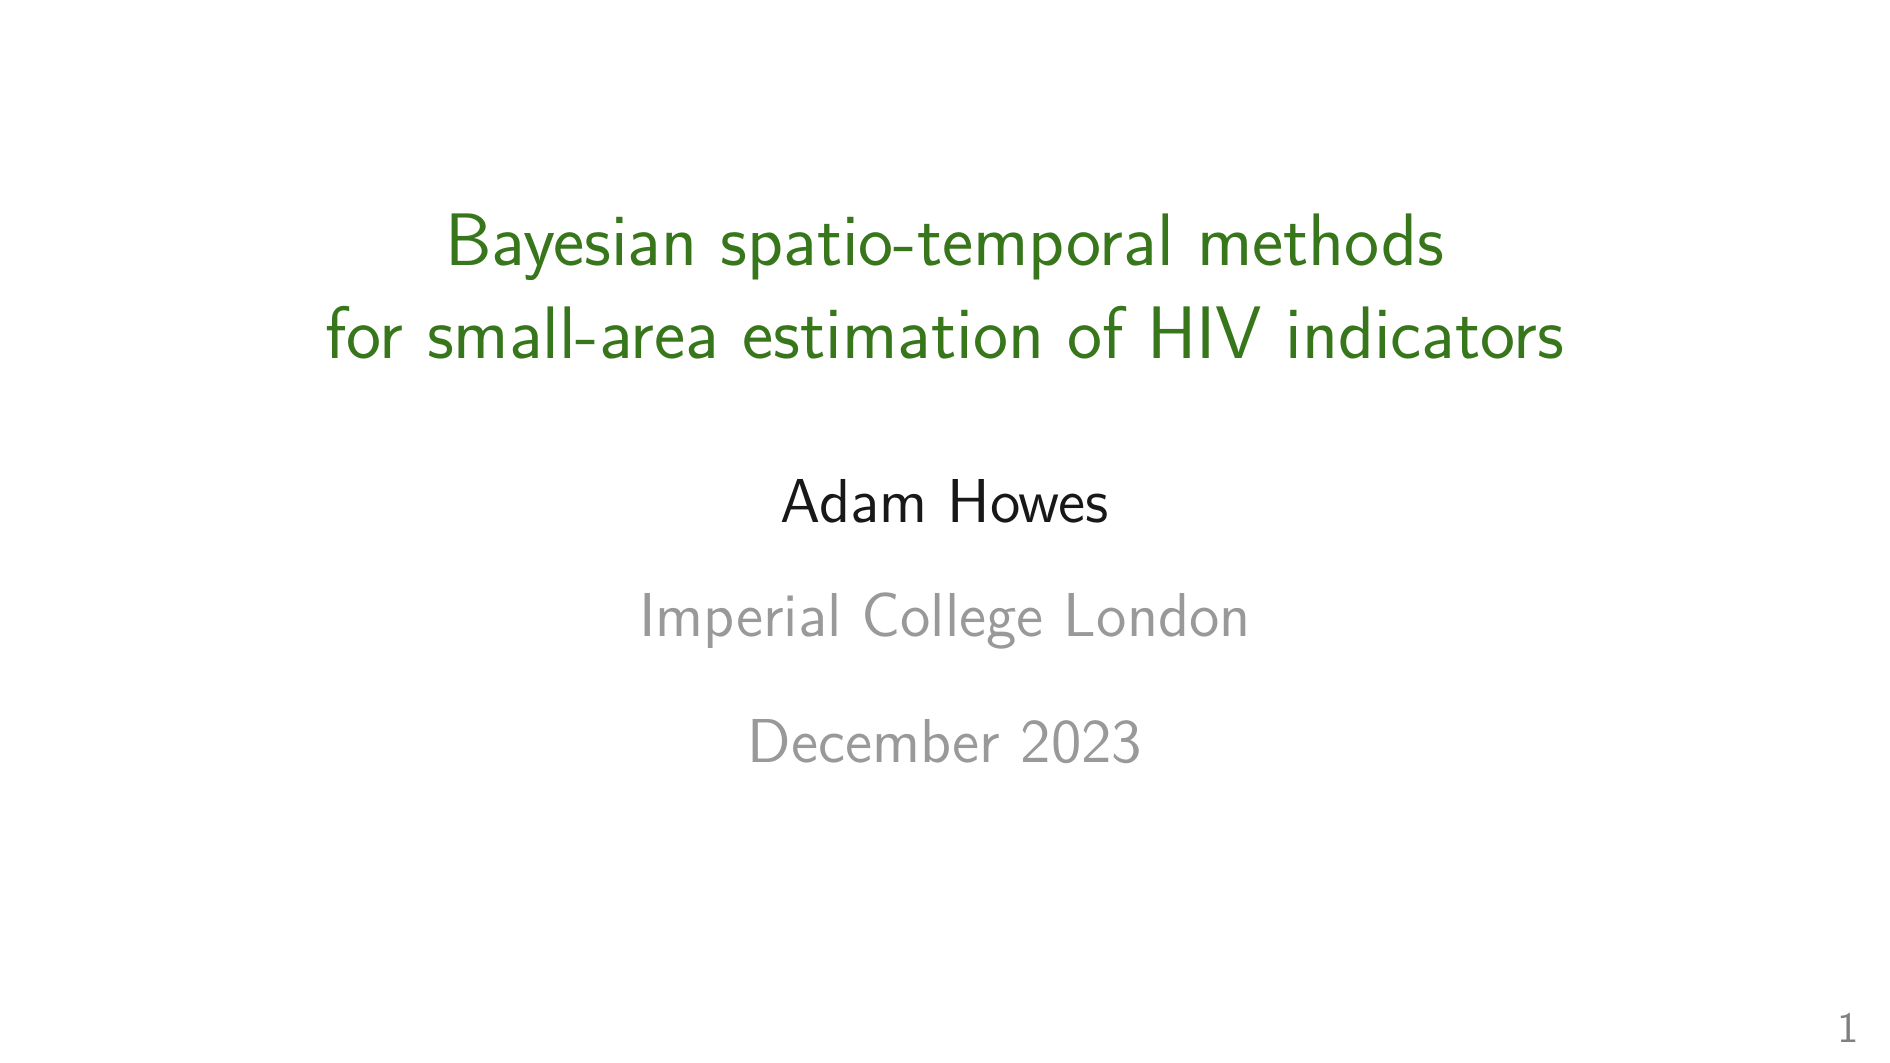 Bayesian spatio-temporal methods
for small-area estimation of HIV indicators
Adam Howes
Imperial College London
December 2023
1